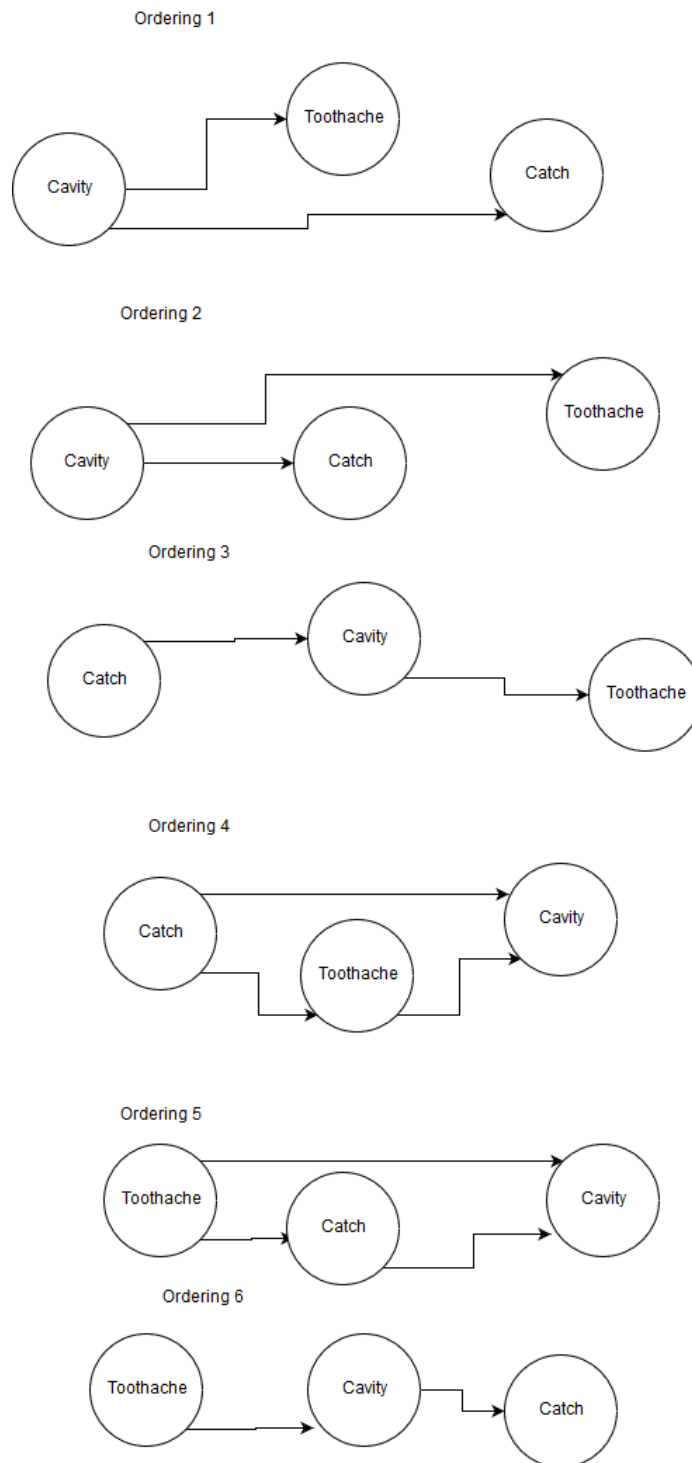 Ordering 1
Toothache
Catch
Cavity
Ordering 2
Toothache
Cavity
Catch
Ordering 3
Cavity
Catch
Toothache
Ordering 4
Cavity
Catch
Toothache
Ordering 5
Toothache
Cavity
Catch
Ordering 6
Toothache
Cavity
Catch